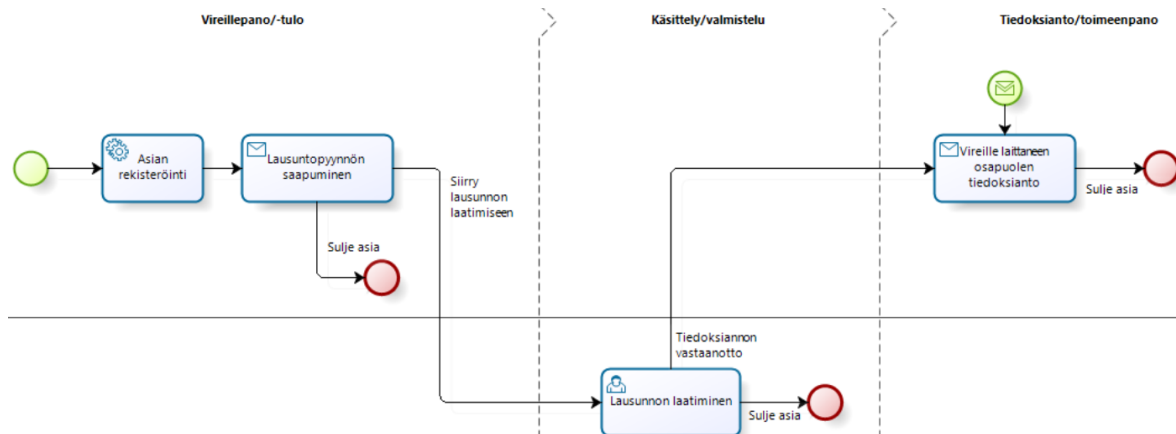 Vireillepano/-tulo
Käsittely/valmistelu
Tiedoksianto/toimeenpano
Asian
rekisteröinti
Lausuntopyynnön
saapuminen
Siirry
lausunnon
laatimiseen
Sulje asia
Vireille laittaneen
osapuolen
tiedoksianto
Sulje asia
Tiedoksiannon
vastaanotto
Lausunnon laatiminen
Sulje asia